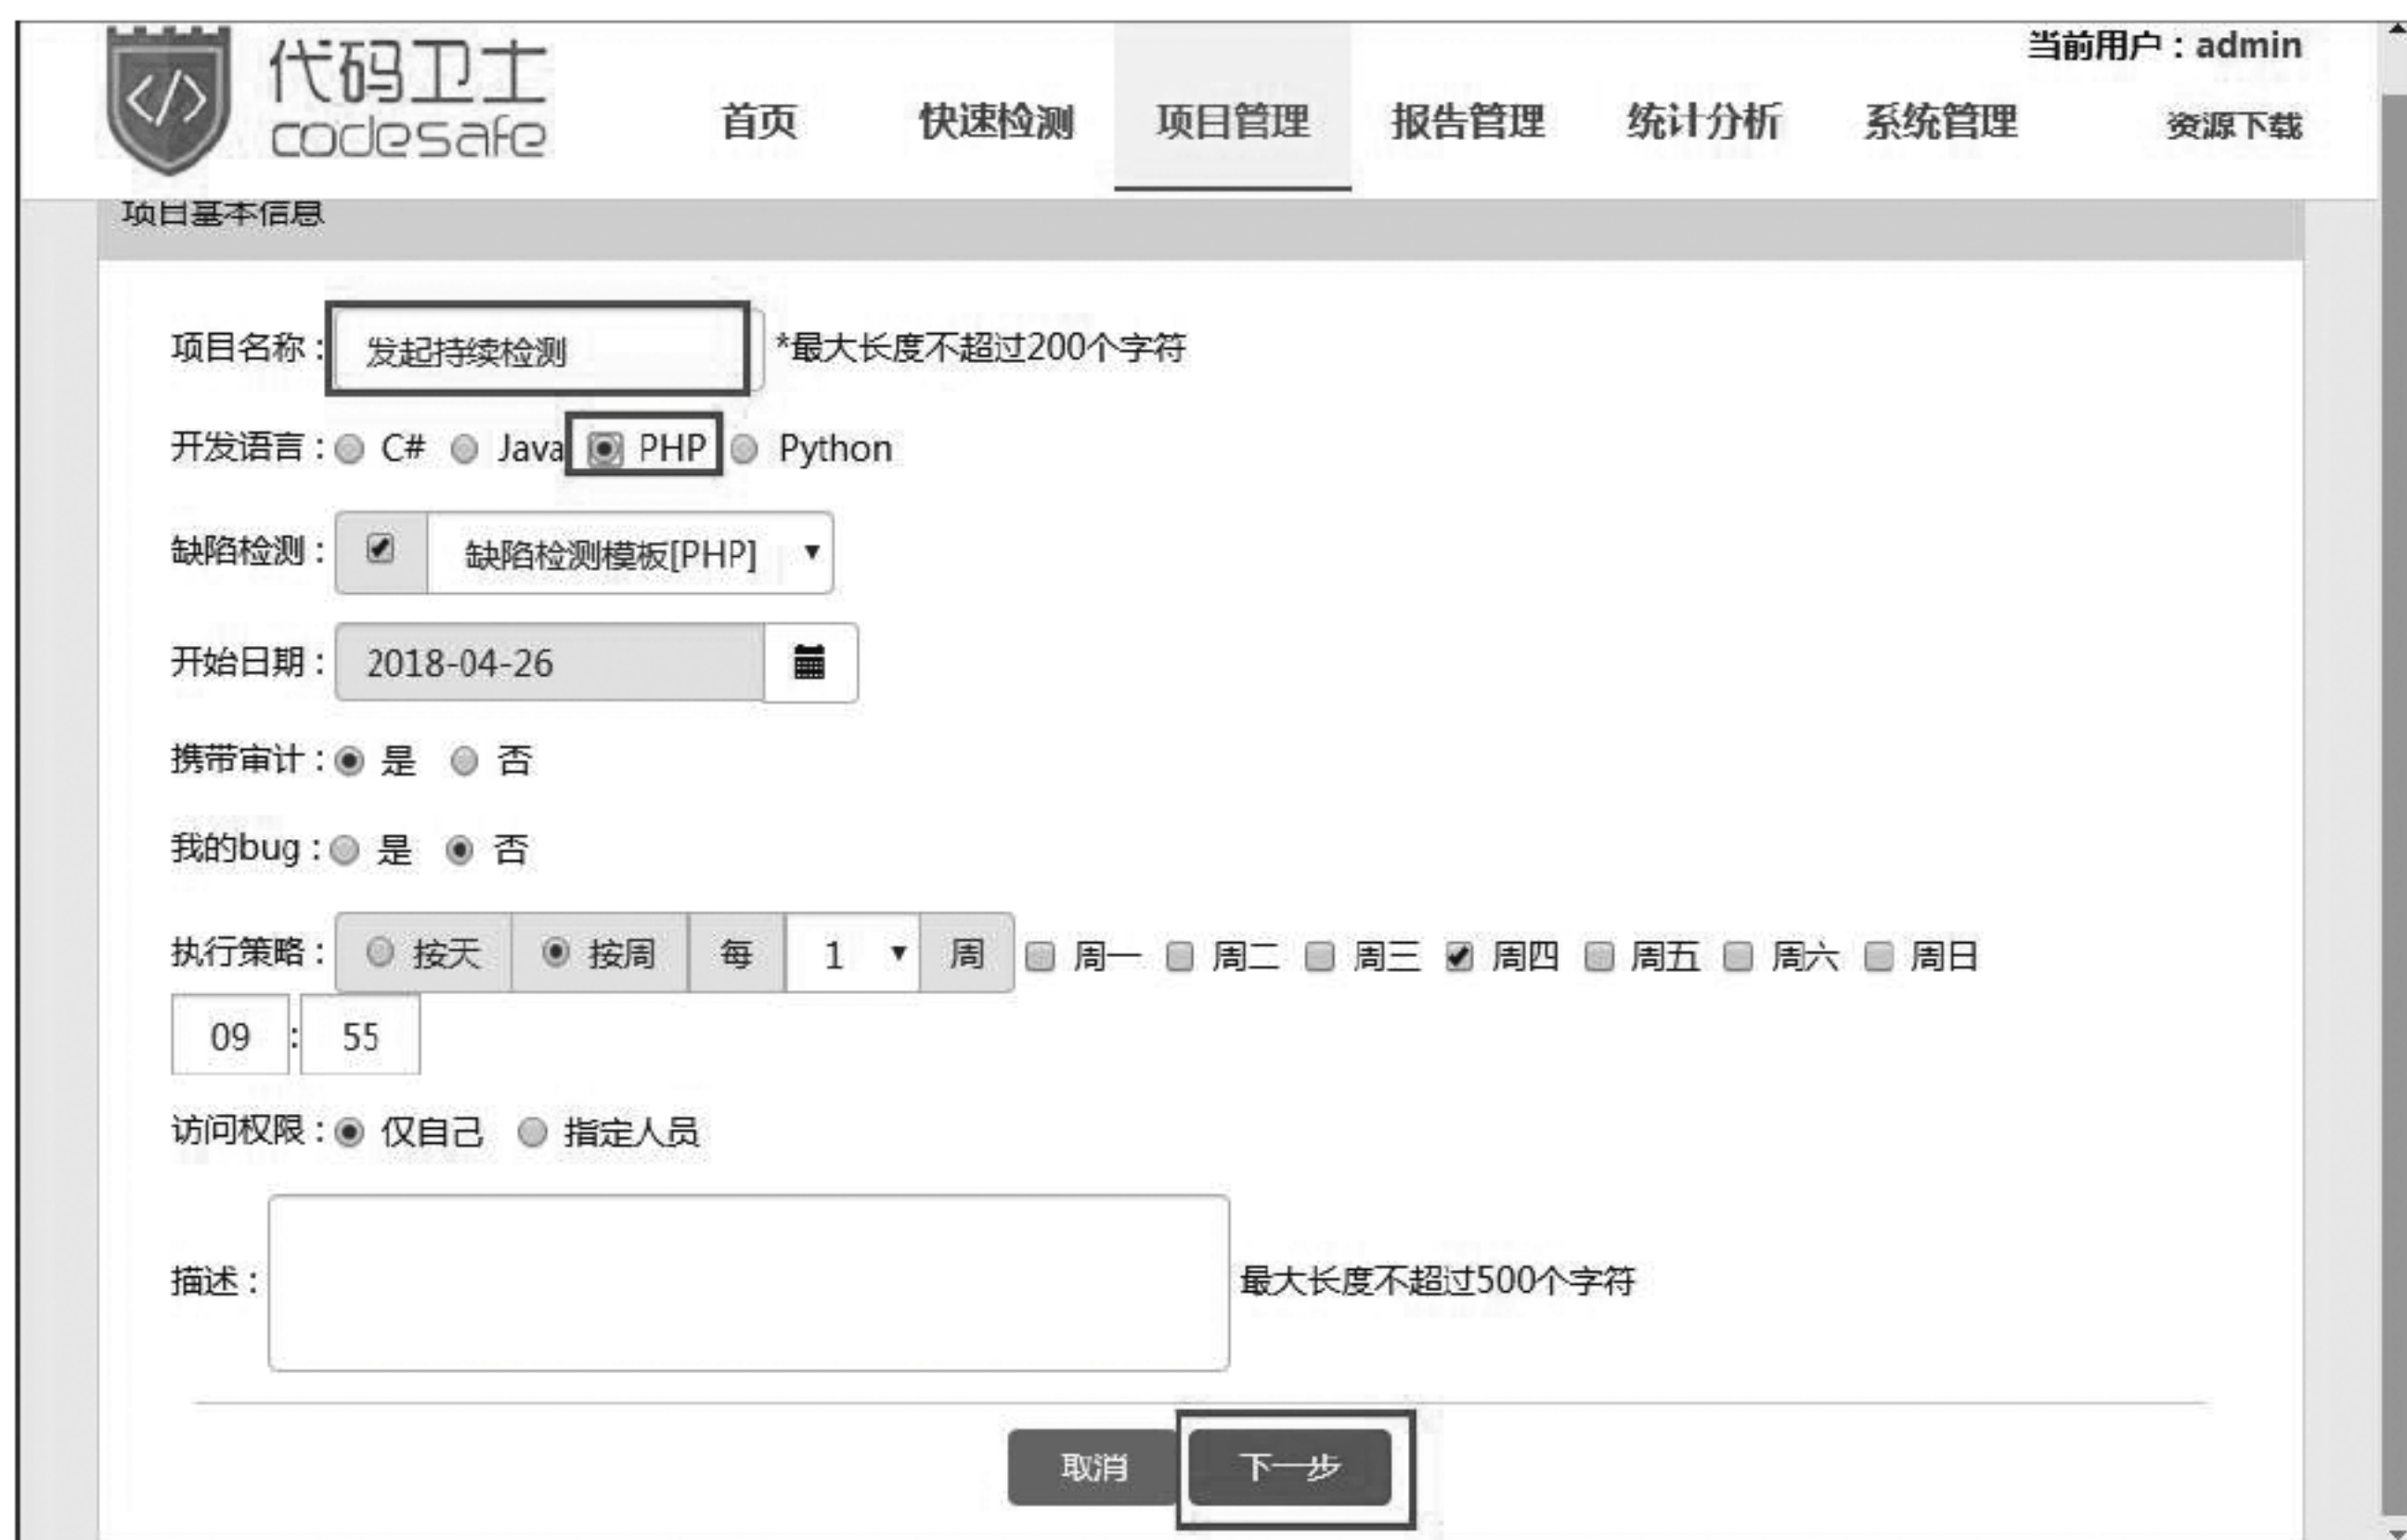 代码卫士
codesafe
当前用户：admin
首页 快速检测 项目管理 报告管理 统计分析 系统管理 资源下载
项目基本信息
项目名称： 发起持续检测 *最大长度不超过200个字符
开发语言： C# Java PHP Python
缺陷检测： 缺陷检测模板[PHP]
开始日期： 2018-04-26
携带审计： 是 否
我的bug： 是 否
执行策略： 按天 按周 每 1 周 周一 周二 周三 周四 周五 周六 周日
09 : 55
访问权限： 仅自己 指定人员
描述： 最大长度不超过500个字符
取消 下一步